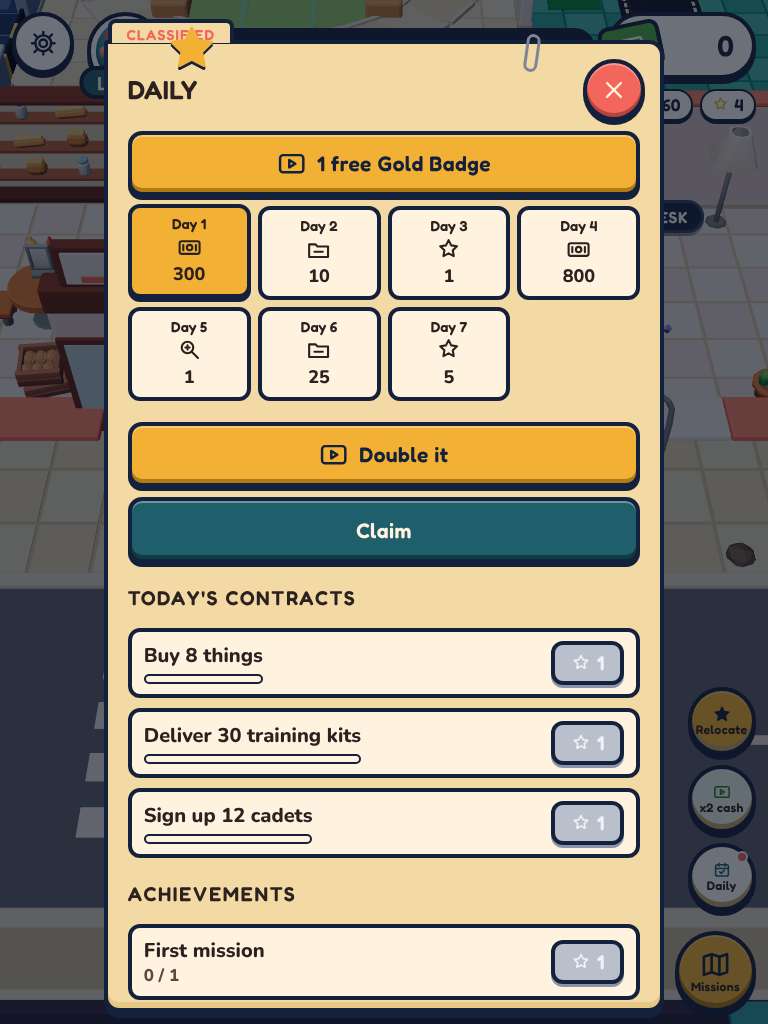 CLASSIFIED
0
DAILY
60
4
1 free Gold Badge
Day 1
300
Day 2
10
Day 3
1
Day 4
800
ESK
Day 5
1
Day 6
25
Day 7
5
Double it
Claim
TODAY'S CONTRACTS
Buy 8 things
1
Deliver 30 training kits
1
Sign up 12 cadets
1
ACHIEVEMENTS
First mission
0 / 1
1
Relocate
x2 cash
Daily
Missions